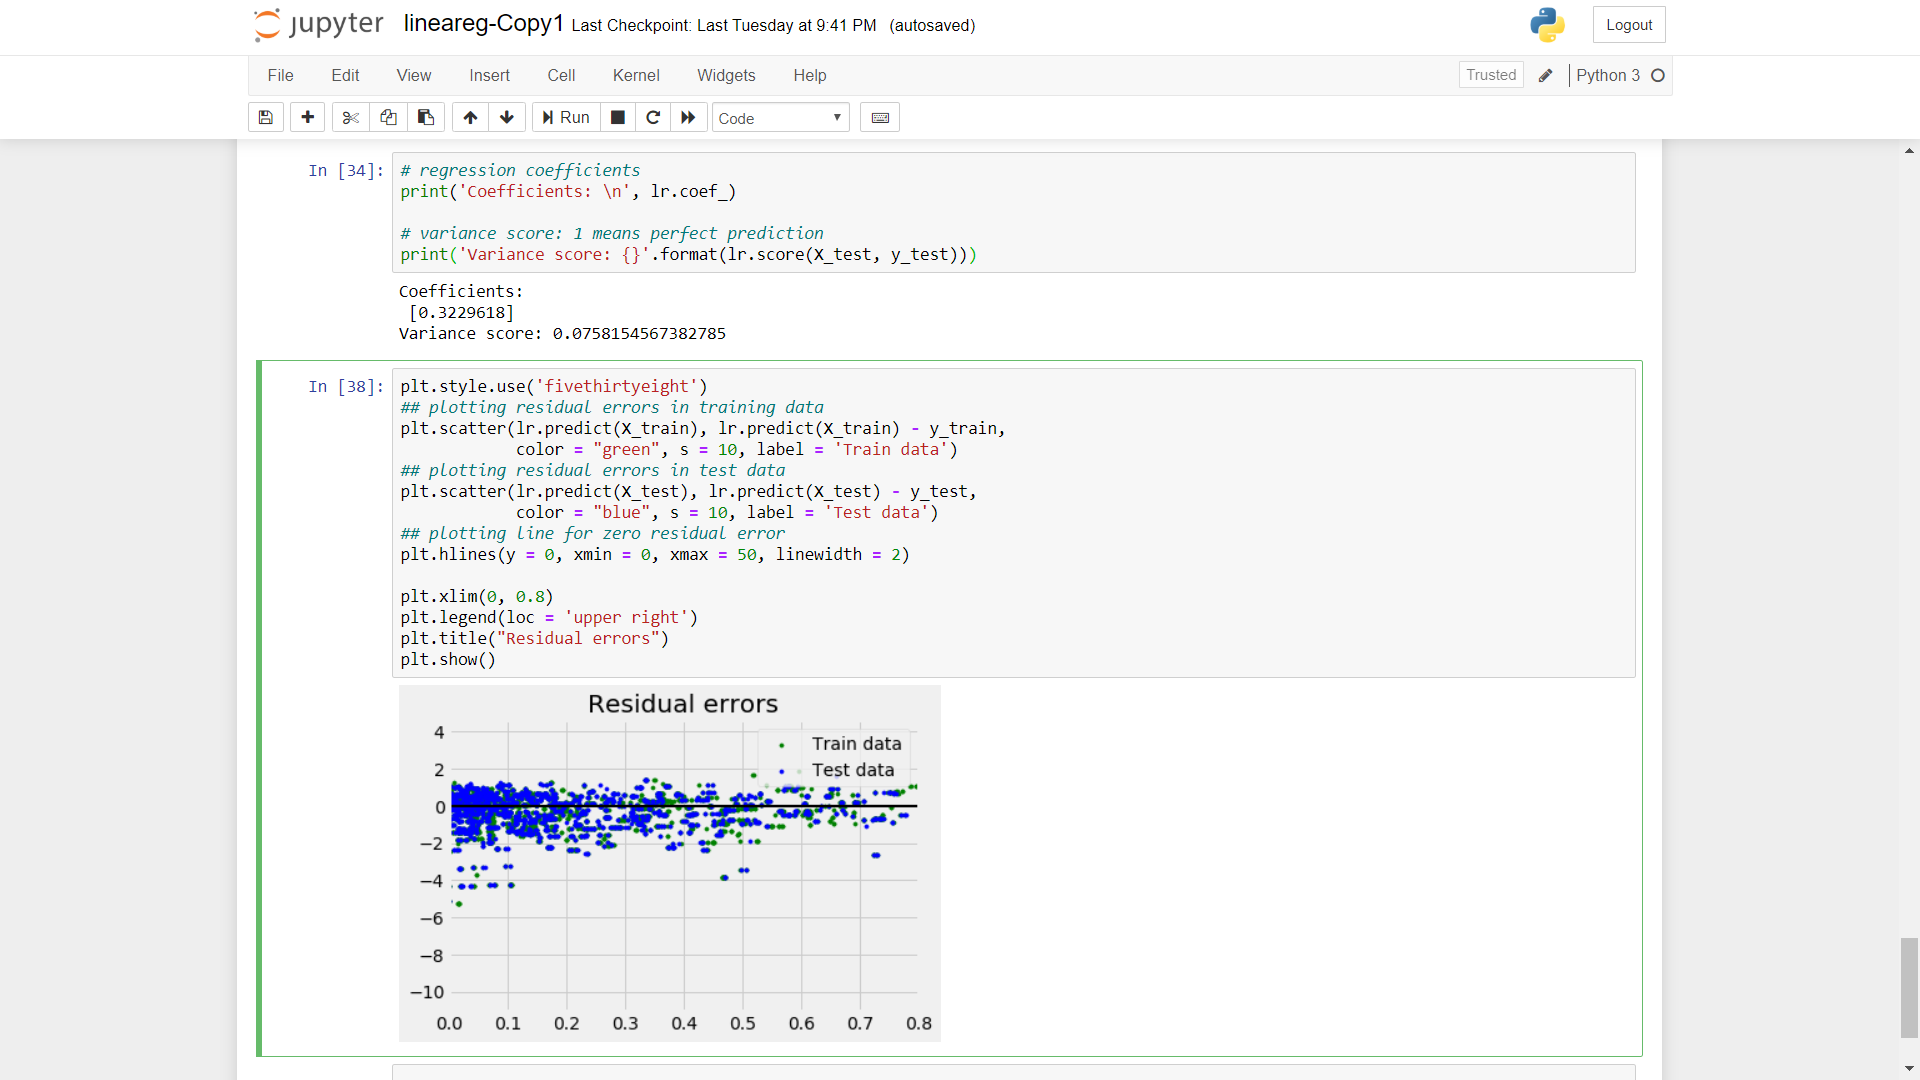 jupyter lineareg-Copy1 Last Checkpoint: Last Tuesday at 9:41 PM (autosaved) Logout
File Edit View Insert Cell Kernel Widgets Help Trusted Python 3
Run Code
In [34]: # regression coefficients
print('Coefficients: \n', lr.coef_)
# variance score: 1 means perfect prediction
print('Variance score: {}'.format(lr.score(X_test, y_test)))
Coefficients:
[0.3229618]
Variance score: 0.0758154567382785
In [38]: plt.style.use('fivethirtyeight')
## plotting residual errors in training data
plt.scatter(lr.predict(X_train), lr.predict(X_train) - y_train,
color = "green", s = 10, label = 'Train data')
## plotting residual errors in test data
plt.scatter(lr.predict(X_test), lr.predict(X_test) - y_test,
color = "blue", s = 10, label = 'Test data')
## plotting line for zero residual error
plt.hlines(y = 0, xmin = 0, xmax = 50, linewidth = 2)
plt.xlim(0, 0.8)
plt.legend(loc = 'upper right')
plt.title("Residual errors")
plt.show()
Residual errors
4
Train data
2
Test data
0
−2
−4
−6
−8
−10
0.0 0.1 0.2 0.3 0.4 0.5 0.6 0.7 0.8